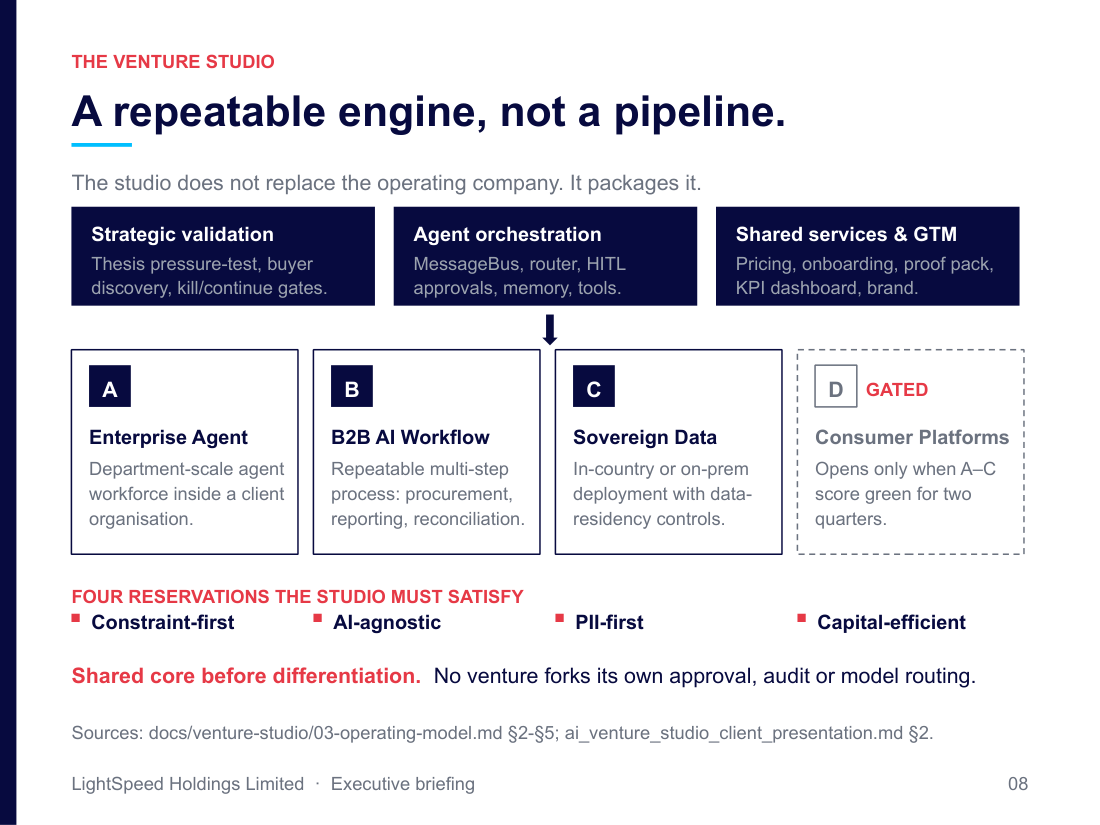 THE VENTURE STUDIO
A repeatable engine, not a pipeline.
The studio does not replace the operating company. It packages it.
Strategic validation
Thesis pressure-test, buyer
discovery, kill/continue gates.
Agent orchestration
MessageBus, router, HITL
approvals, memory, tools.
Shared services & GTM
Pricing, onboarding, proof pack,
KPI dashboard, brand.
A
Enterprise Agent
Department-scale agent
workforce inside a client
organisation.
B
B2B AI Workflow
Repeatable multi-step
process: procurement,
reporting, reconciliation.
C
Sovereign Data
In-country or on-prem
deployment with data-
residency controls.
D GATED
Consumer Platforms
Opens only when A–C
score green for two
quarters.
FOUR RESERVATIONS THE STUDIO MUST SATISFY
Constraint-first
AI-agnostic
PII-first
Capital-efficient
Shared core before differentiation. No venture forks its own approval, audit or model routing.
Sources: docs/venture-studio/03-operating-model.md §2-§5; ai_venture_studio_client_presentation.md §2.
LightSpeed Holdings Limited · Executive briefing
08